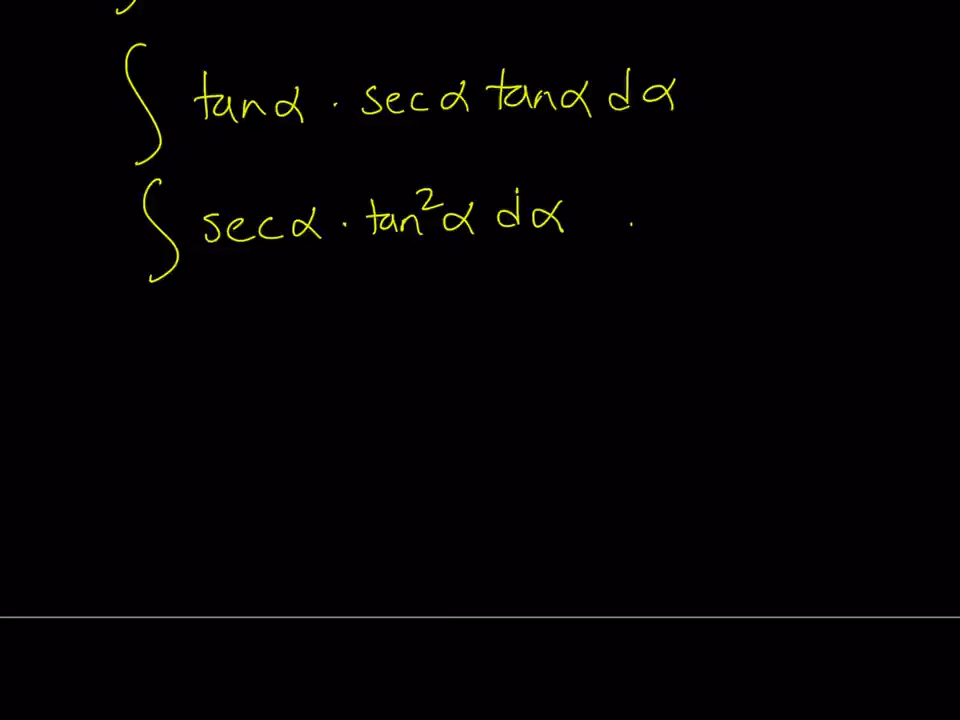 ∫ tanα · secα tanα dα
∫ secα · tan²α dα